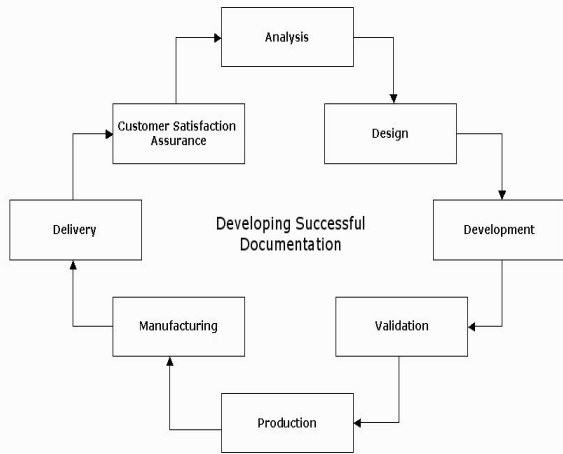 Analysis
Design
Development
Validation
Production
Manufacturing
Delivery
Customer Satisfaction
Assurance
Developing Successful
Documentation